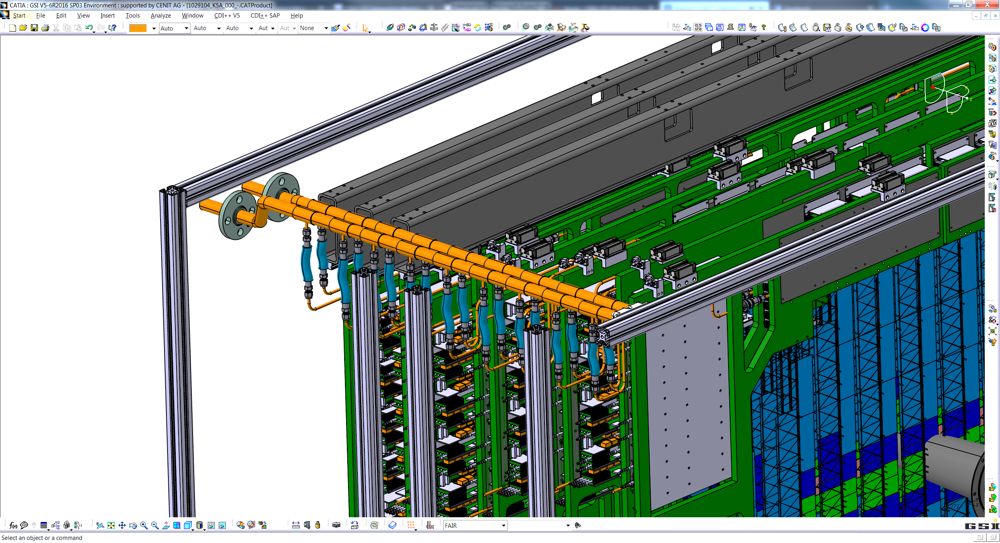 CATIA : GSI V5-6R2016 SP03 Environment : supported by CENIT AG - [1029104_K5A_000_-.CATProduct]
Start File Edit View Insert Tools Analyze Window CDI++ V5 CDI++ SAP Help
Auto Auto Auto Aut Aut None
y
z
x
272
FAIR
GSI
Select an object or a command